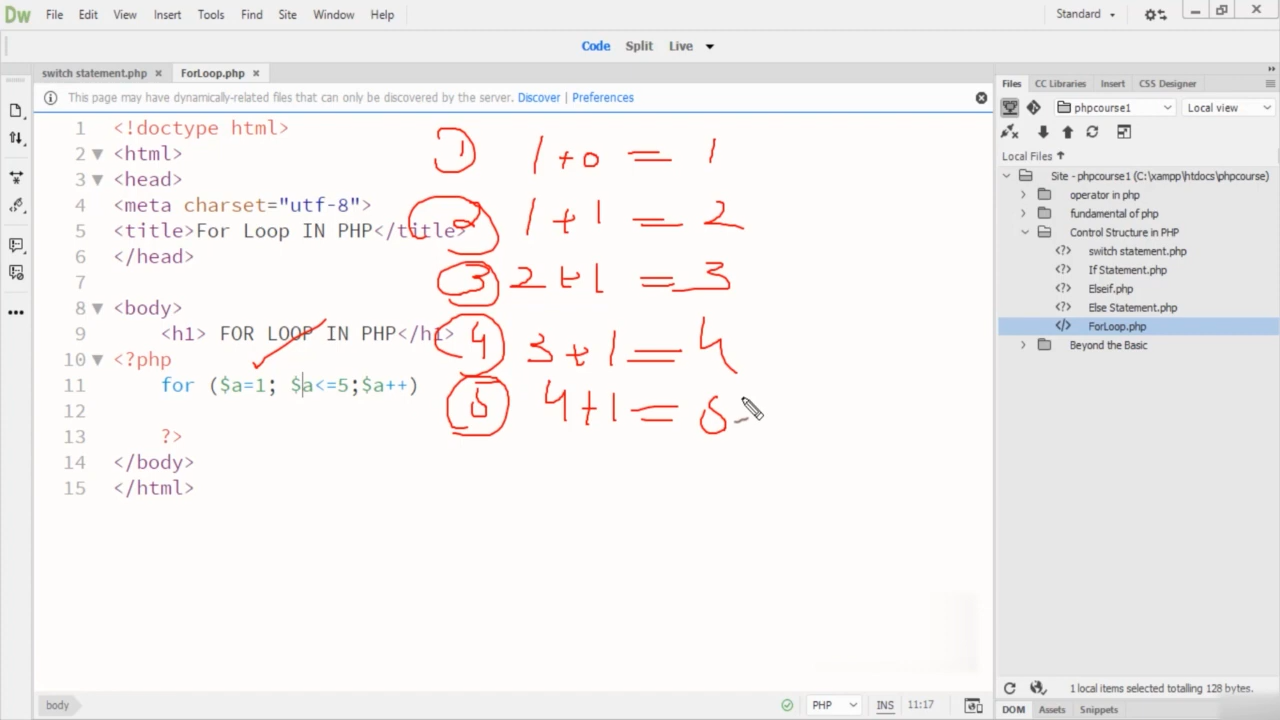 Dw File Edit View Insert Tools Find Site Window Help Standard
Code Split Live
switch statement.php × ForLoop.php ×
This page may have dynamically-related files that can only be discovered by the server. Discover | Preferences
1 <!doctype html>
2 <html>
3 <head>
4 <meta charset="utf-8">
5 <title>For Loop IN PHP</title>
6 </head>
7
8 <body>
9 <h1> FOR LOOP IN PHP</h1>
10 <?php
11 for ($a=1; $a<=5;$a++)
12
13 ?>
14 </body>
15 </html>
1 1+0 = 1
2 1+1 = 2
3 2+1 = 3
4 3+1 = 4
5 4+1 = 5
Files CC Libraries Insert CSS Designer
phpcourse1 Local view
Local Files
Site - phpcourse1 (C:\xampp\htdocs\phpcourse)
operator in php
fundamental of php
Control Structure in PHP
switch statement.php
If Statement.php
Elseif.php
Else Statement.php
ForLoop.php
Beyond the Basic
1 local items selected totalling 128 bytes.
body PHP INS 11:17
DOM Assets Snippets